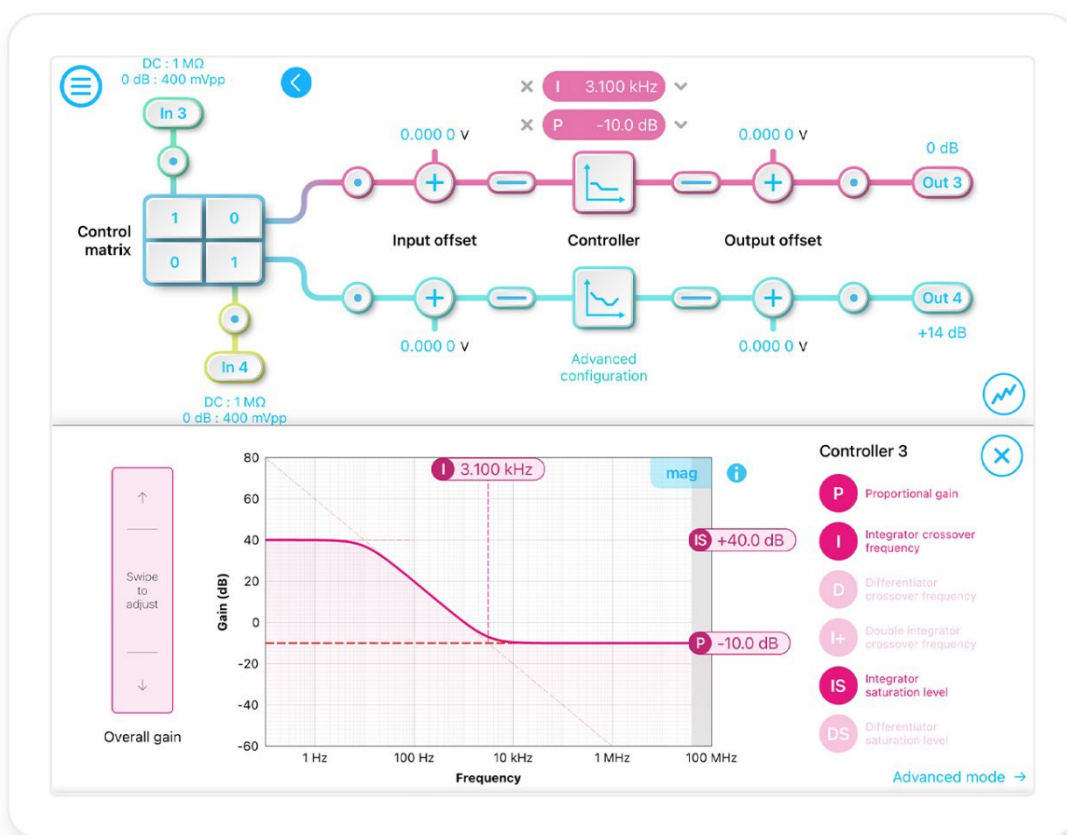 DC : 1 MΩ
0 dB : 400 mVpp
In 3
I 3.100 kHz
P -10.0 dB
0.000 0 V
0.000 0 V
0 dB
Out 3
Control
matrix
1 0
0 1
Input offset
Controller
Output offset
Out 4
0.000 0 V
0.000 0 V
+14 dB
In 4
Advanced
configuration
DC : 1 MΩ
0 dB : 400 mVpp
Swipe
to
adjust
Overall gain
Gain (dB)
80
60
40
20
0
-20
-40
-60
I 3.100 kHz
mag
i
IS +40.0 dB
P -10.0 dB
1 Hz
100 Hz
10 kHz
1 MHz
100 MHz
Frequency
Controller 3
P Proportional gain
I Integrator crossover
frequency
D Differentiator
crossover frequency
I+ Double integrator
crossover frequency
IS Integrator
saturation level
DS Differentiator
saturation level
Advanced mode →